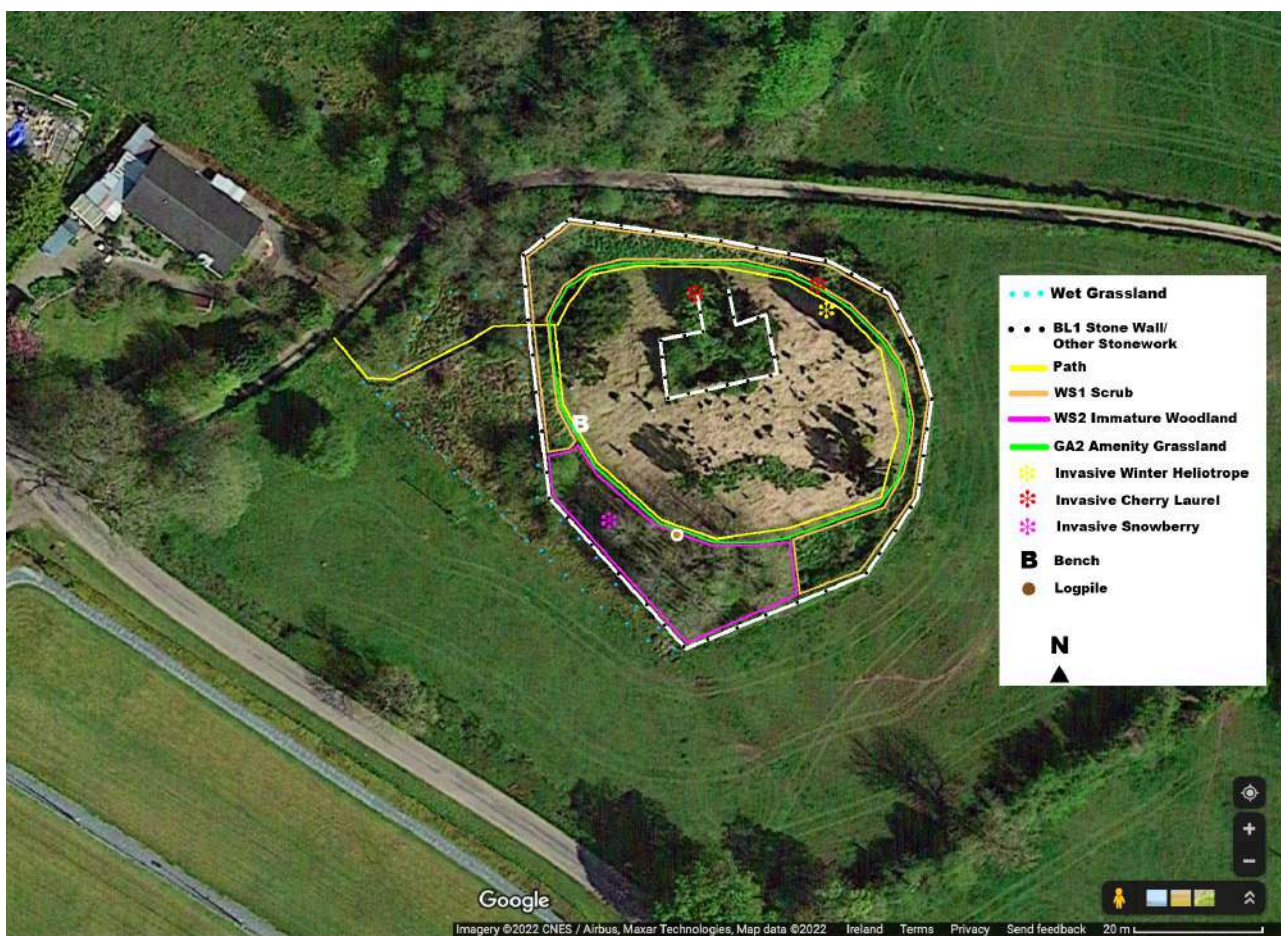 Wet Grassland
BL1 Stone Wall/
Other Stonework
Path
WS1 Scrub
WS2 Immature Woodland
GA2 Amenity Grassland
Invasive Winter Heliotrope
Invasive Cherry Laurel
Invasive Snowberry
B Bench
Logpile
N
B
Google
Imagery ©2022 CNES / Airbus, Maxar Technologies, Map data ©2022 Ireland Terms Privacy Send feedback 20 m